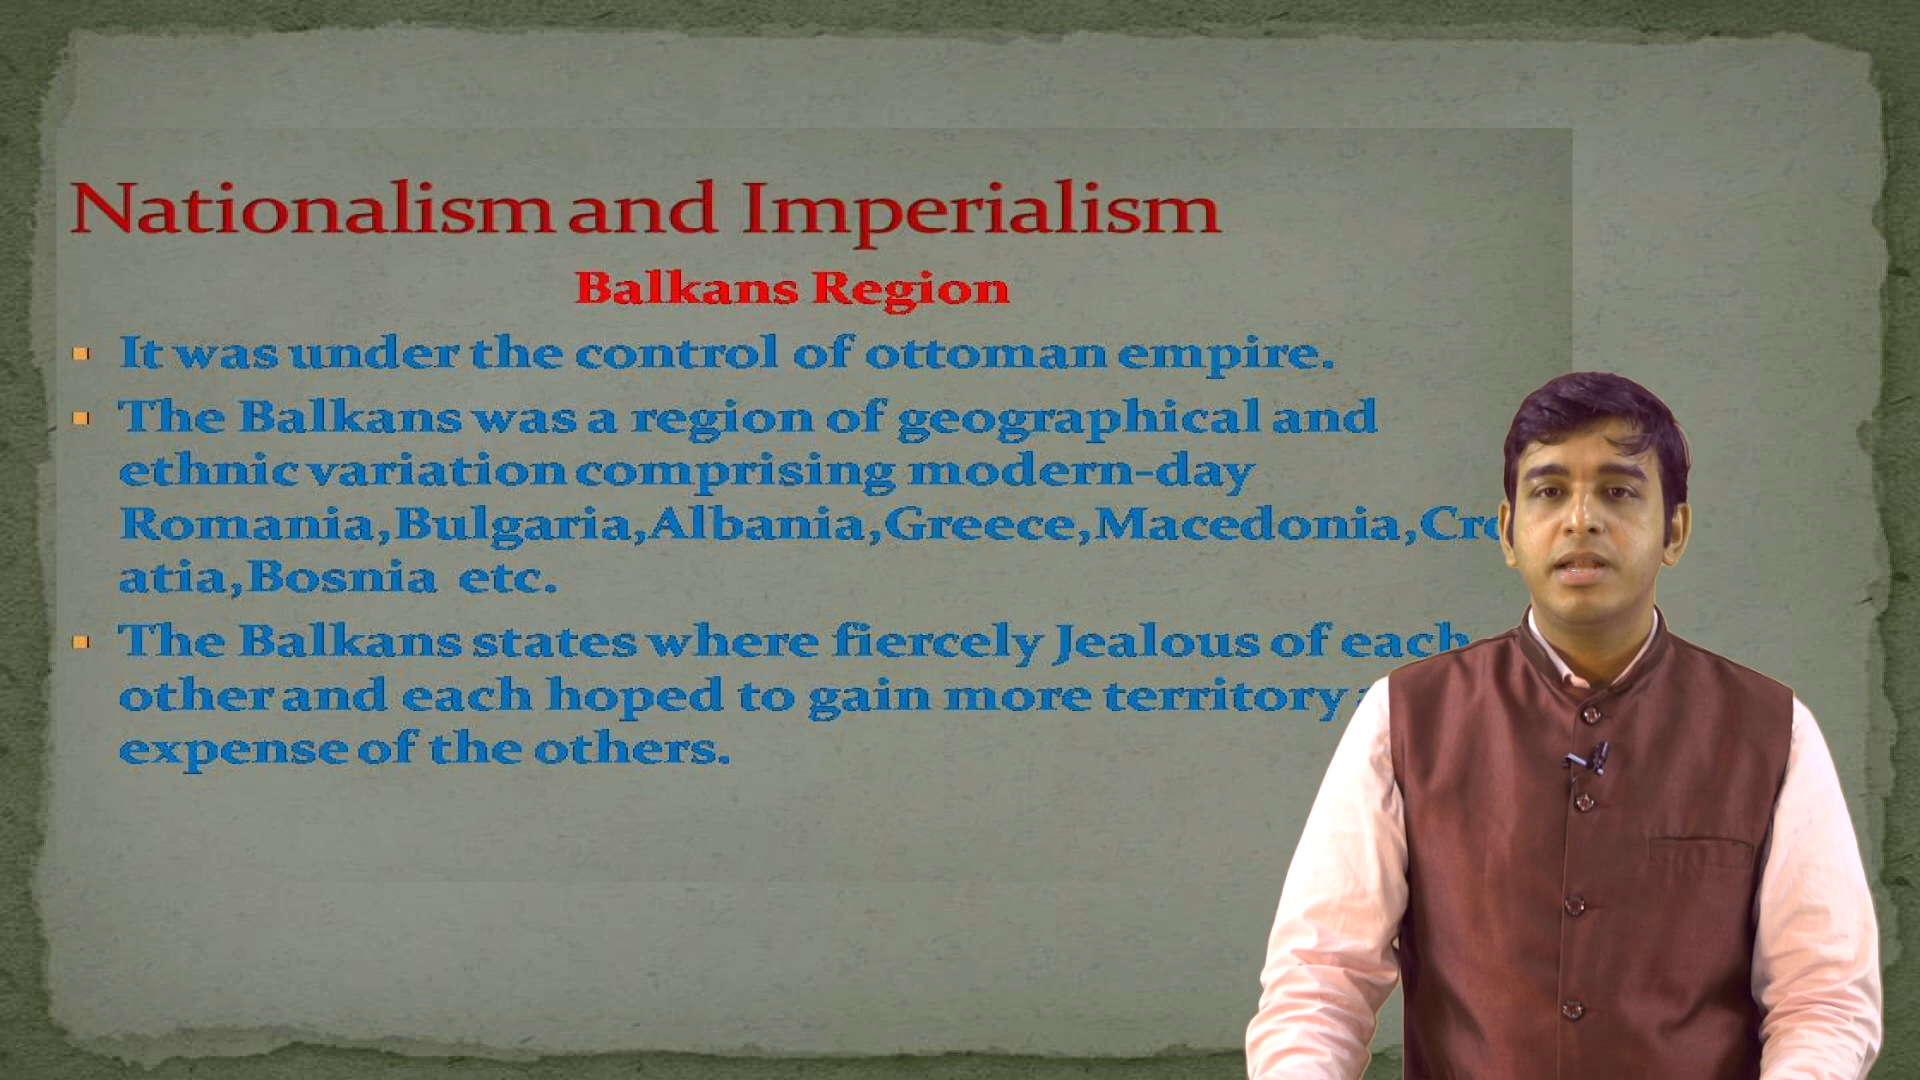 Nationalism and Imperialism
Balkans Region
It was under the control of ottoman empire.
The Balkans was a region of geographical and
ethnic variation comprising modern-day
Romania,Bulgaria,Albania,Greece,Macedonia,Cro
atia,Bosnia etc.
The Balkans states where fiercely Jealous of each
other and each hoped to gain more territory
expense of the others.